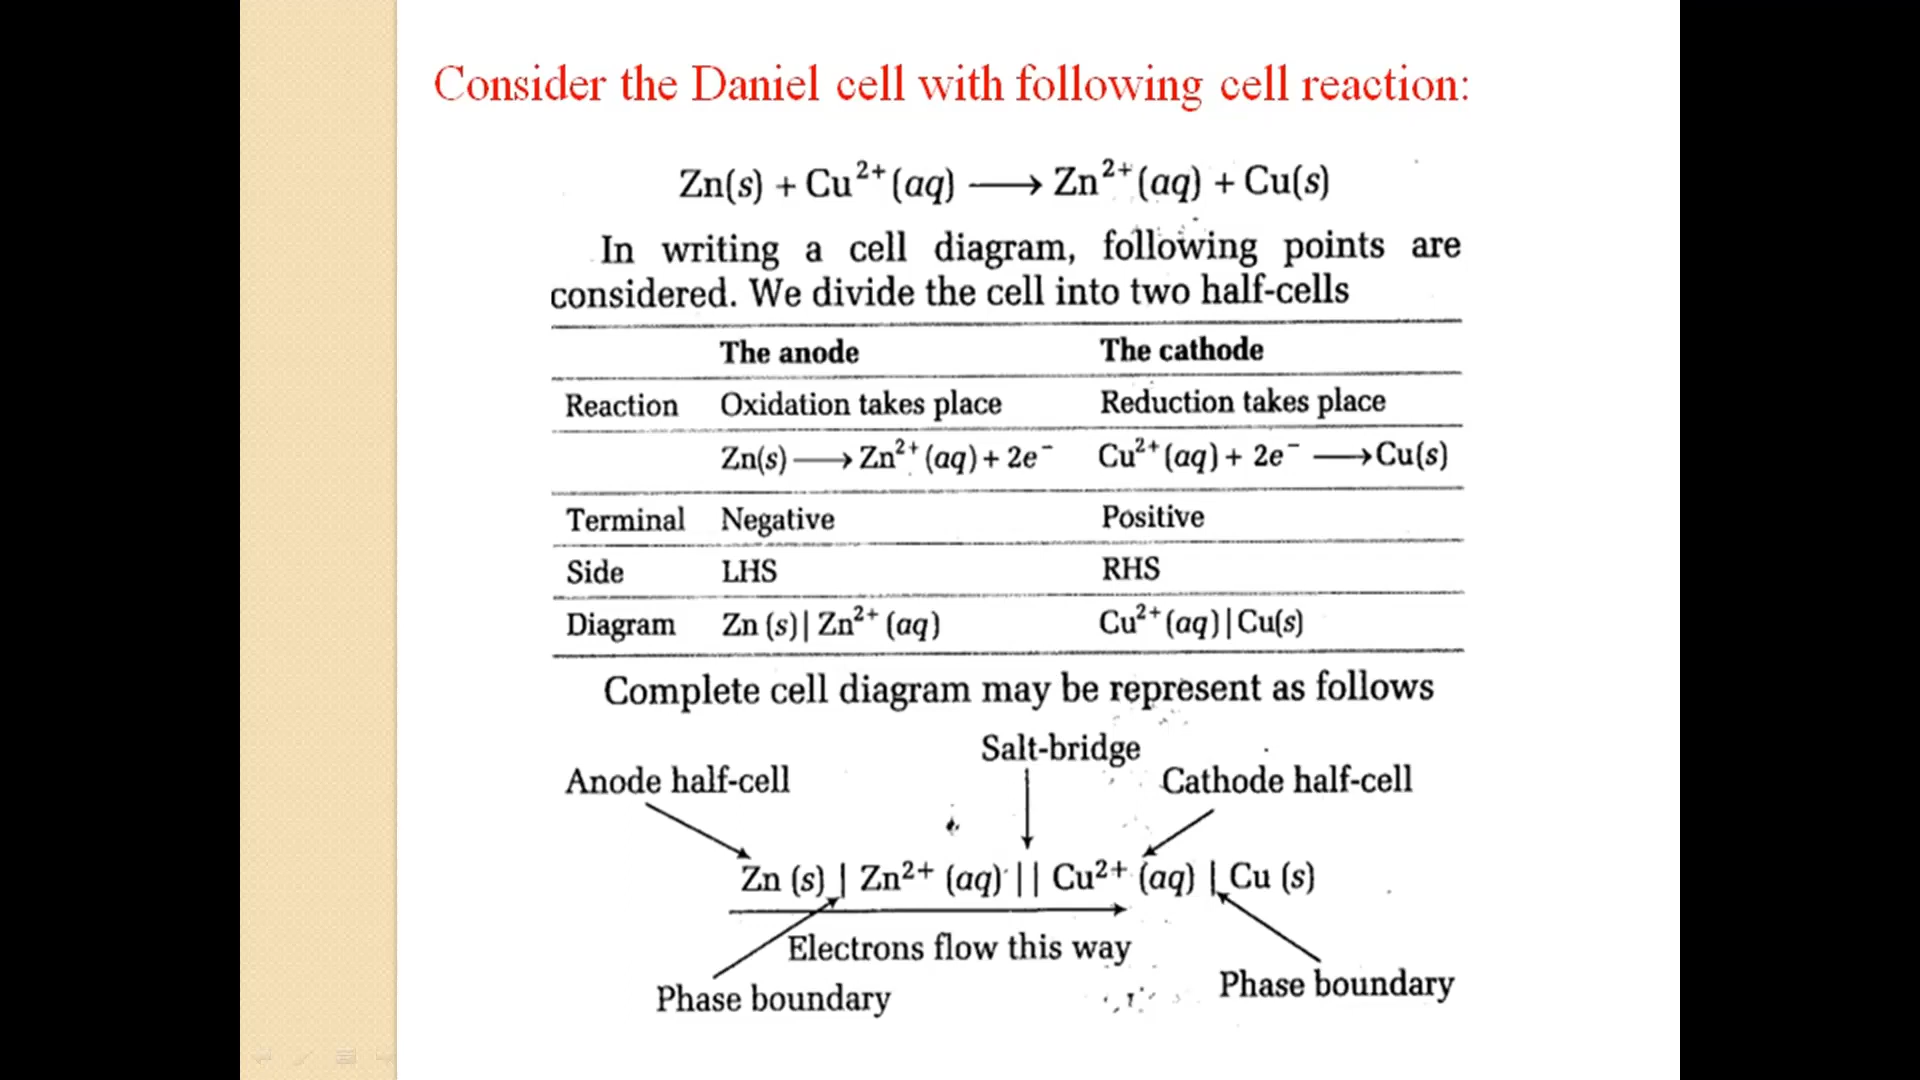 Consider the Daniel cell with following cell reaction:
Zn(s) + Cu²⁺(aq) ⟶ Zn²⁺(aq) + Cu(s)
In writing a cell diagram, following points are
considered. We divide the cell into two half-cells
The anode The cathode
Reaction Oxidation takes place Reduction takes place
Zn(s) ⟶ Zn²⁺(aq) + 2e⁻ Cu²⁺(aq) + 2e⁻ ⟶ Cu(s)
Terminal Negative Positive
Side LHS RHS
Diagram Zn (s)| Zn²⁺ (aq) Cu²⁺(aq)|Cu(s)
Complete cell diagram may be represent as follows
Salt-bridge
Anode half-cell Cathode half-cell
Zn (s) | Zn²⁺ (aq) || Cu²⁺ (aq) | Cu (s)
Electrons flow this way
Phase boundary Phase boundary